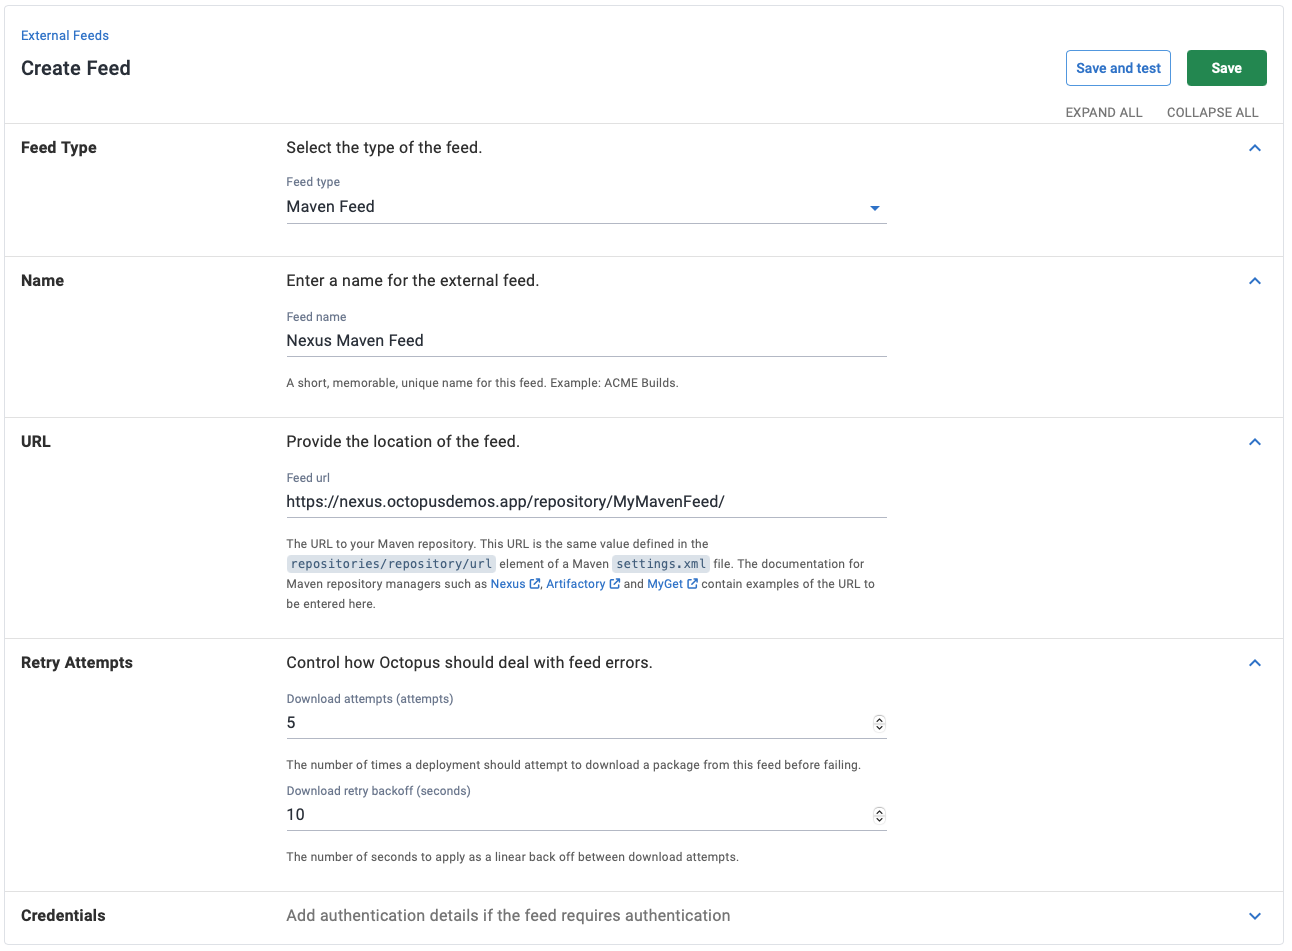 External Feeds
Create Feed
Save and test
Save
EXPAND ALL
COLLAPSE ALL
Feed Type
Select the type of the feed.
Feed type
Maven Feed
Name
Enter a name for the external feed.
Feed name
Nexus Maven Feed
A short, memorable, unique name for this feed. Example: ACME Builds.
URL
Provide the location of the feed.
Feed url
https://nexus.octopusdemos.app/repository/MyMavenFeed/
The URL to your Maven repository. This URL is the same value defined in the
repositories/repository/url element of a Maven settings.xml file. The documentation for
Maven repository managers such as Nexus, Artifactory and MyGet contain examples of the URL to
be entered here.
Retry Attempts
Control how Octopus should deal with feed errors.
Download attempts (attempts)
5
The number of times a deployment should attempt to download a package from this feed before failing.
Download retry backoff (seconds)
10
The number of seconds to apply as a linear back off between download attempts.
Credentials
Add authentication details if the feed requires authentication